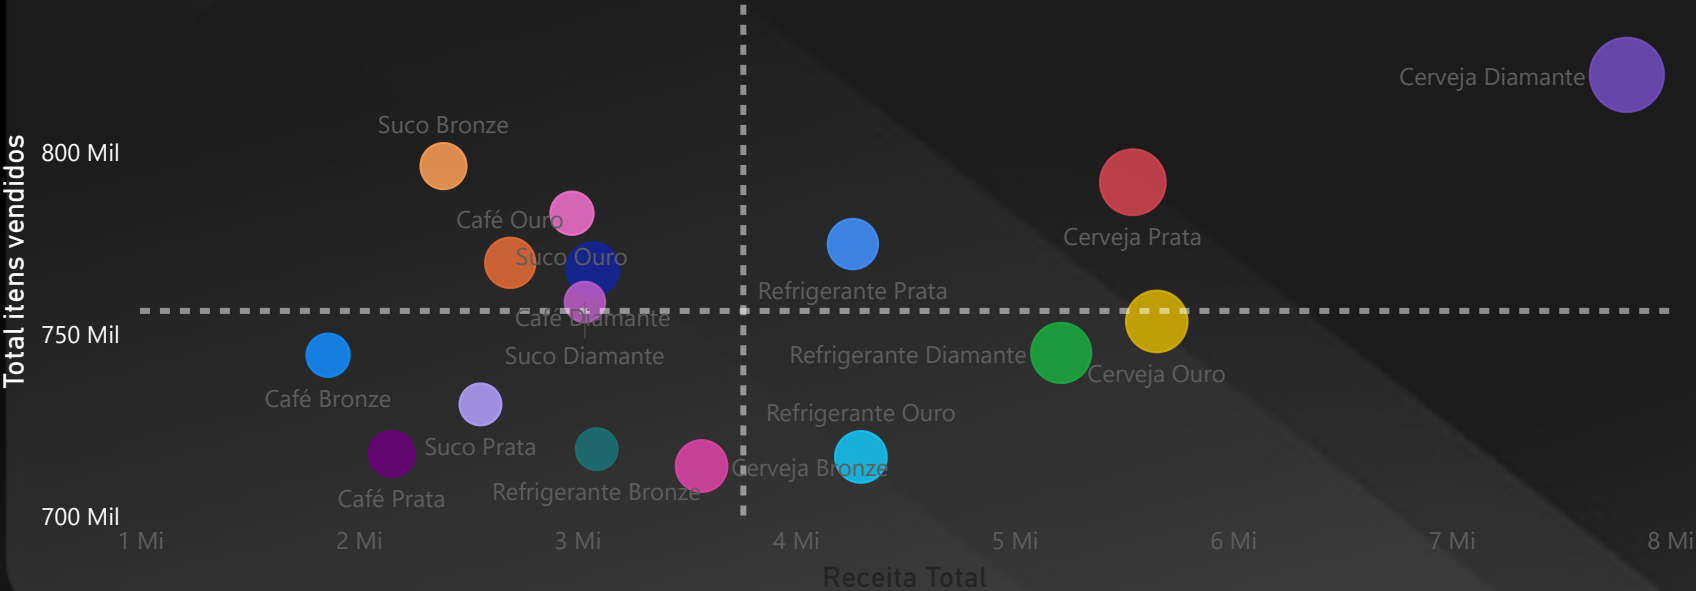 Total itens vendidos
800 Mil
750 Mil
700 Mil
Cerveja Diamante
Suco Bronze
Café Ouro
Cerveja Prata
Suco Ouro
Refrigerante Prata
Café Diamante
Suco Diamante
Refrigerante Diamante
Cerveja Ouro
Café Bronze
Refrigerante Ouro
Suco Prata
Cerveja Bronze
Refrigerante Bronze
Café Prata
1 Mi
2 Mi
3 Mi
4 Mi
5 Mi
6 Mi
7 Mi
8 Mi
Receita Total